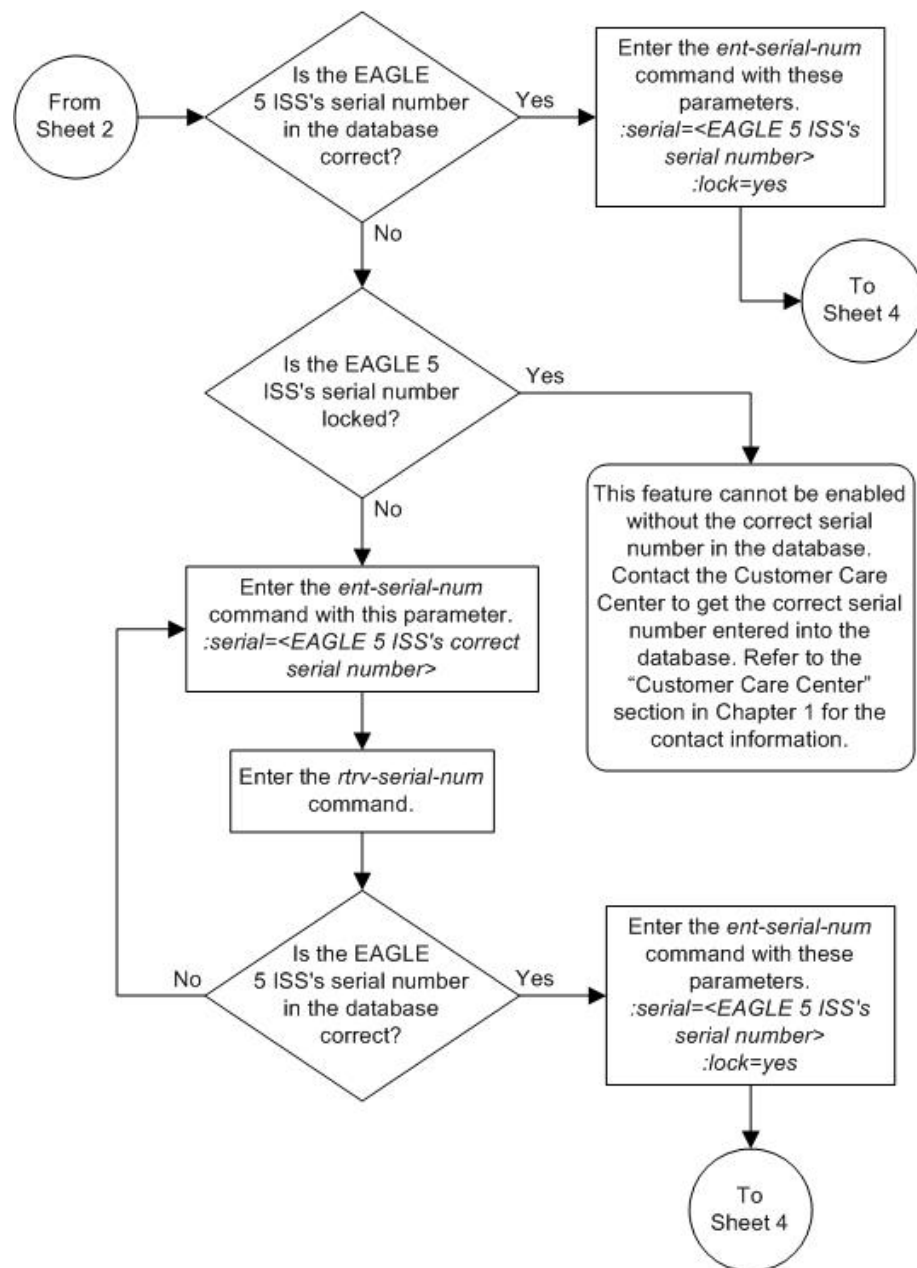 From
Sheet 2
Is the EAGLE
5 ISS's serial number
in the database
correct?
Yes
Enter the ent-serial-num
command with these
parameters.
:serial=<EAGLE 5 ISS's
serial number>
:lock=yes
To
Sheet 4
No
Is the EAGLE 5
ISS's serial number
locked?
Yes
This feature cannot be enabled
without the correct serial
number in the database.
Contact the Customer Care
Center to get the correct serial
number entered into the
database. Refer to the
“Customer Care Center”
section in Chapter 1 for the
contact information.
No
Enter the ent-serial-num
command with this parameter.
:serial=<EAGLE 5 ISS's correct
serial number>
Enter the rtrv-serial-num
command.
Is the EAGLE
5 ISS's serial number
in the database
correct?
No
Yes
Enter the ent-serial-num
command with these
parameters.
:serial=<EAGLE 5 ISS's
serial number>
:lock=yes
To
Sheet 4